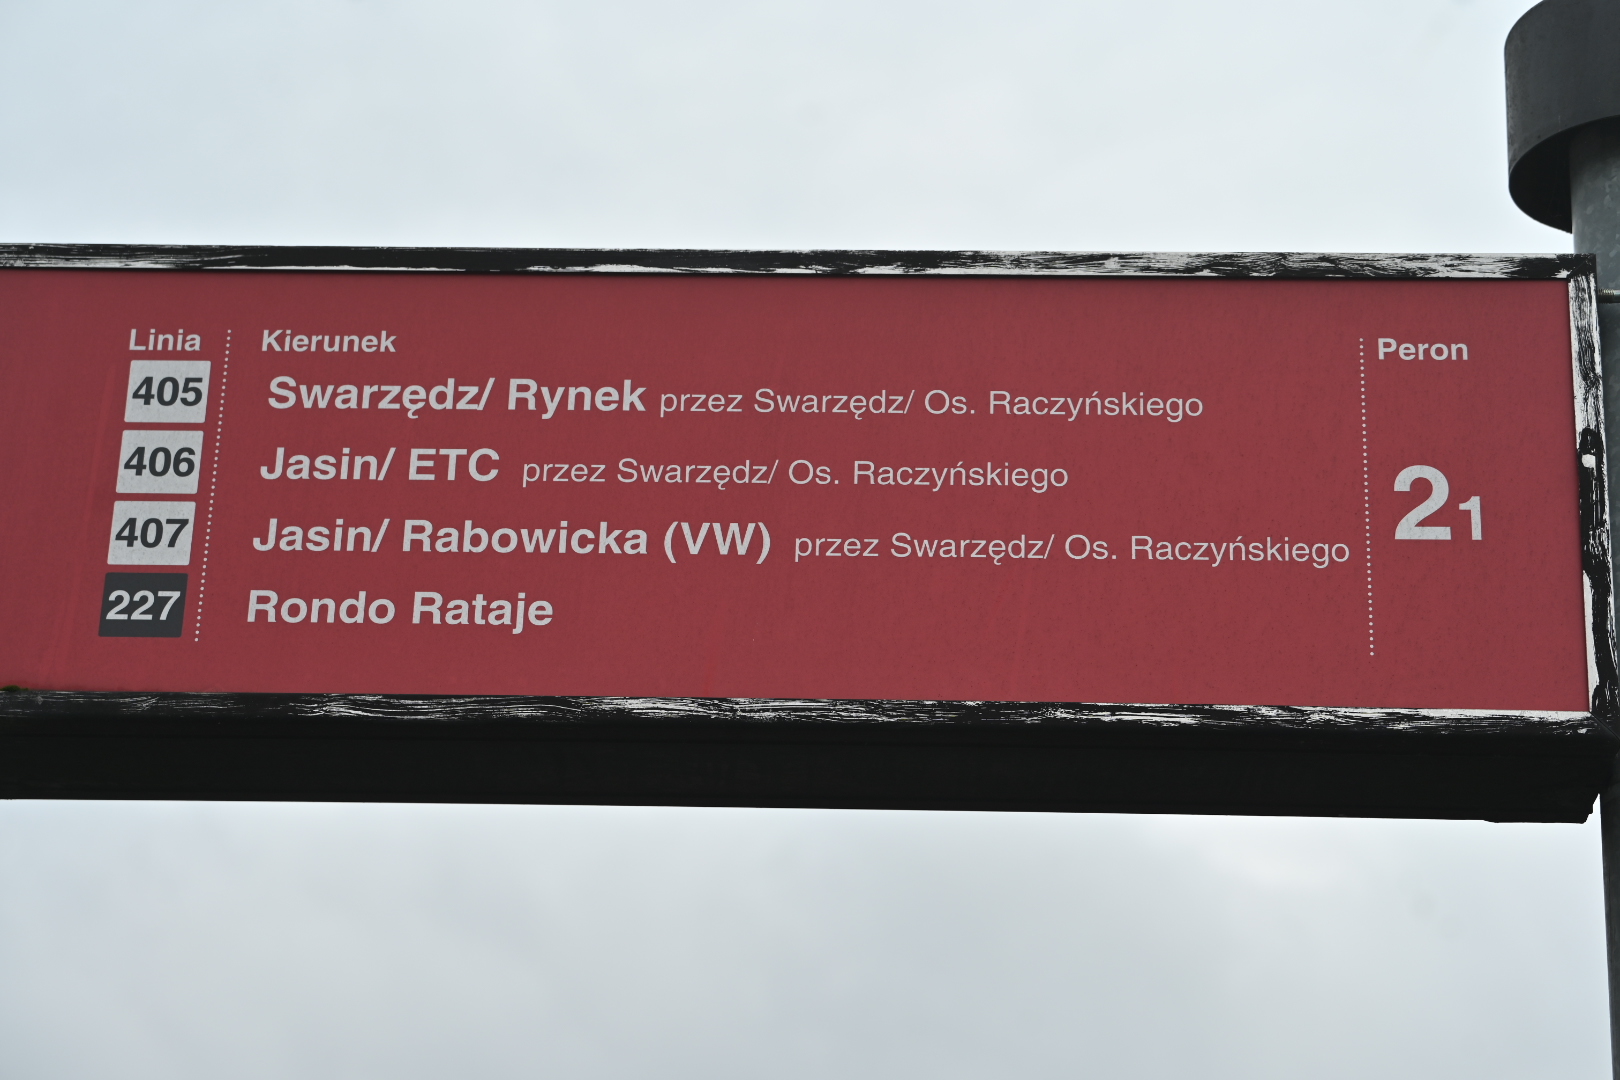 Linia Kierunek Peron
405 Swarzędz/ Rynek przez Swarzędz/ Os. Raczyńskiego
406 Jasin/ ETC przez Swarzędz/ Os. Raczyńskiego
407 Jasin/ Rabowicka (VW) przez Swarzędz/ Os. Raczyńskiego
227 Rondo Rataje
21